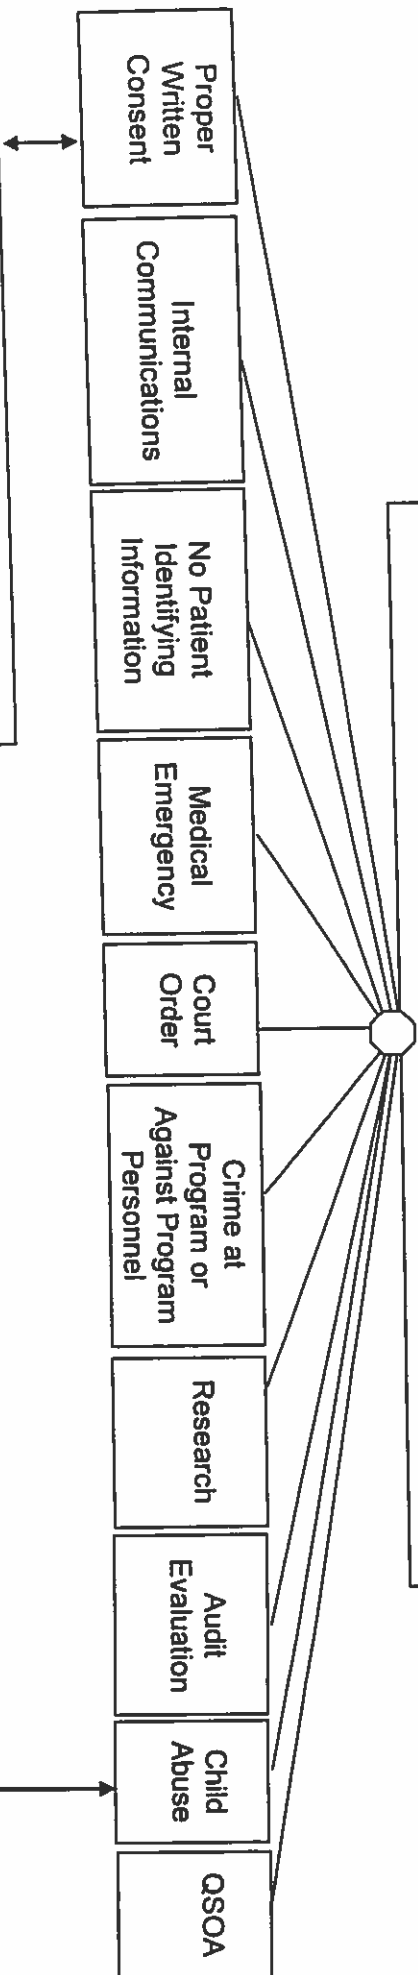 Proper
Written
Consent
Internal
Communications
No Patient
Identifying
Information
Medical
Emergency
Court
Order
Crime at
Program or
Against Program
Personnel
Research
Audit
Evaluation
Child
Abuse
QSOA